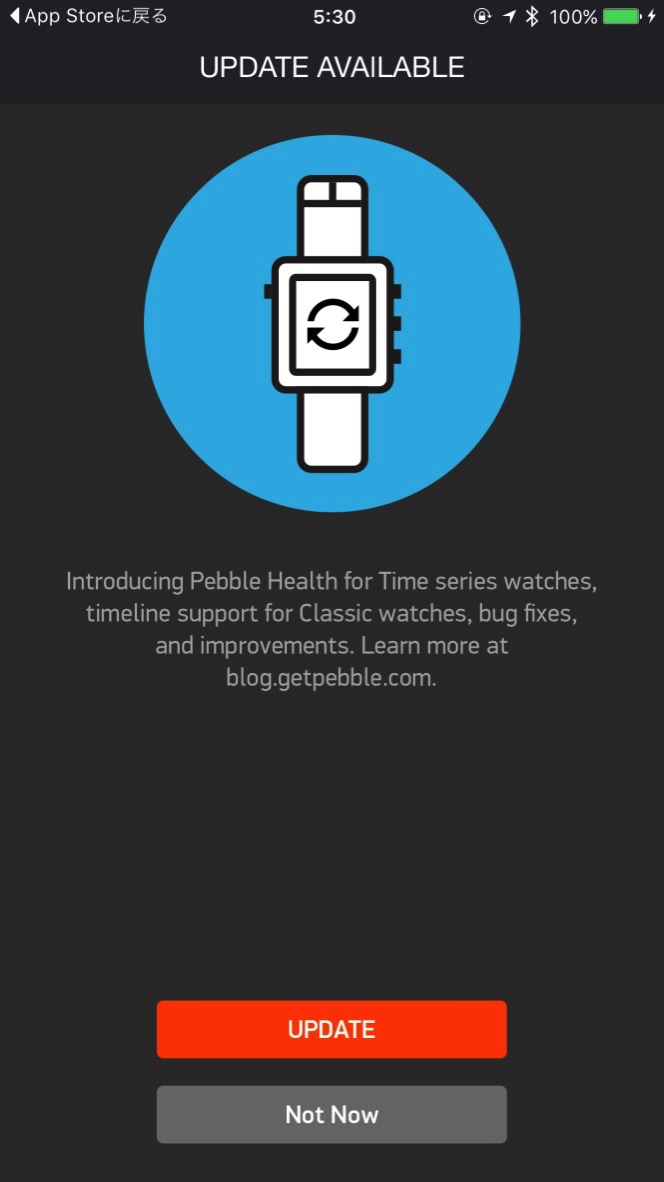 App Storeに戻る 5:30 100%
UPDATE AVAILABLE
Introducing Pebble Health for Time series watches,
timeline support for Classic watches, bug fixes,
and improvements. Learn more at
blog.getpebble.com.
UPDATE
Not Now